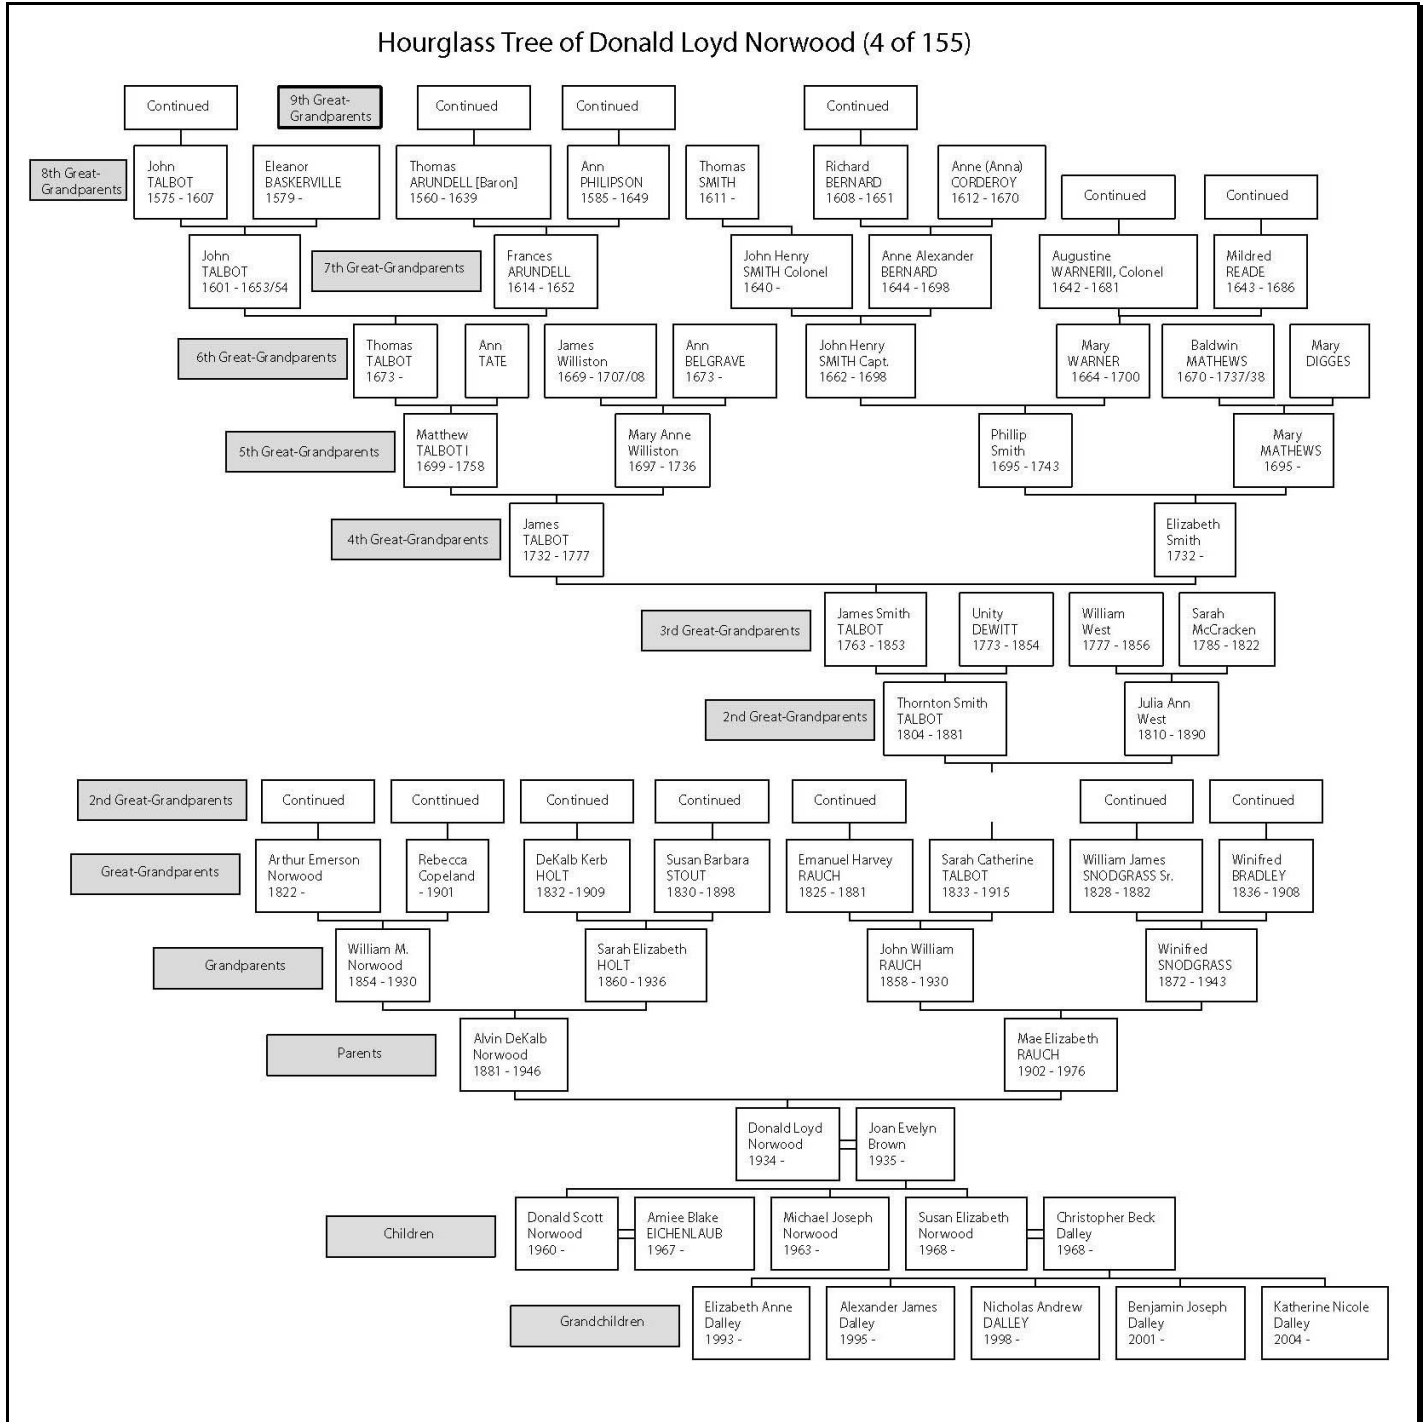 Hourglass Tree of Donald Loyd Norwood (4 of 155)
Continued
9th Great-
Grandparents
Continued
Continued
Continued
8th Great-
Grandparents
John
TALBOT
1575 - 1607
Eleanor
BASKERVILLE
1579 -
Thomas
ARUNDELL [Baron]
1560 - 1639
Ann
PHILIPSON
1585 - 1649
Thomas
SMITH
1611 -
Richard
BERNARD
1608 - 1651
Anne (Anna)
CORDEROY
1612 - 1670
Continued
Continued
John
TALBOT
1601 - 1653/54
7th Great-Grandparents
Frances
ARUNDELL
1614 - 1652
John Henry
SMITH Colonel
1640 -
Anne Alexander
BERNARD
1644 - 1698
Augustine
WARNERIII, Colonel
1642 - 1681
Mildred
READE
1643 - 1686
6th Great-Grandparents
Thomas
TALBOT
1673 -
Ann
TATE
James
Williston
1669 - 1707/08
Ann
BELGRAVE
1673 -
John Henry
SMITH Capt.
1662 - 1698
Mary
WARNER
1664 - 1700
Baldwin
MATHEWS
1670 - 1737/38
Mary
DIGGES
5th Great-Grandparents
Matthew
TALBOT I
1699 - 1758
Mary Anne
Williston
1697 - 1736
Phillip
Smith
1695 - 1743
Mary
MATHEWS
1695 -
4th Great-Grandparents
James
TALBOT
1732 - 1777
Elizabeth
Smith
1732 -
3rd Great-Grandparents
James Smith
TALBOT
1763 - 1853
Unity
DEWITT
1773 - 1854
William
West
1777 - 1856
Sarah
McCracken
1785 - 1822
2nd Great-Grandparents
Thornton Smith
TALBOT
1804 - 1881
Julia Ann
West
1810 - 1890
2nd Great-Grandparents
Continued
Conttinued
Continued
Continued
Continued
Continued
Continued
Great-Grandparents
Arthur Emerson
Norwood
1822 -
Rebecca
Copeland
- 1901
DeKalb Kerb
HOLT
1832 - 1909
Susan Barbara
STOUT
1830 - 1898
Emanuel Harvey
RAUCH
1825 - 1881
Sarah Catherine
TALBOT
1833 - 1915
William James
SNODGRASS Sr.
1828 - 1882
Winifred
BRADLEY
1836 - 1908
Grandparents
William M.
Norwood
1854 - 1930
Sarah Elizabeth
HOLT
1860 - 1936
John William
RAUCH
1858 - 1930
Winifred
SNODGRASS
1872 - 1943
Parents
Alvin DeKalb
Norwood
1881 - 1946
Mae Elizabeth
RAUCH
1902 - 1976
Donald Loyd
Norwood
1934 -
Joan Evelyn
Brown
1935 -
Children
Donald Scott
Norwood
1960 -
Amiee Blake
EICHENLAUB
1967 -
Michael Joseph
Norwood
1963 -
Susan Elizabeth
Norwood
1968 -
Christopher Beck
Dalley
1968 -
Grandchildren
Elizabeth Anne
Dalley
1993 -
Alexander James
Dalley
1995 -
Nicholas Andrew
DALLEY
1998 -
Benjamin Joseph
Dalley
2001 -
Katherine Nicole
Dalley
2004 -